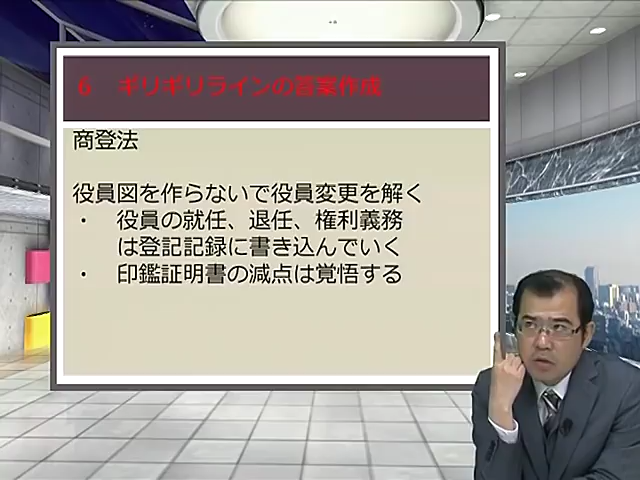 6 ギリギリラインの答案作成
商登法
役員図を作らないで役員変更を解く
・ 役員の就任、退任、権利義務
は登記記録に書き込んでいく
・ 印鑑証明書の減点は覚悟する